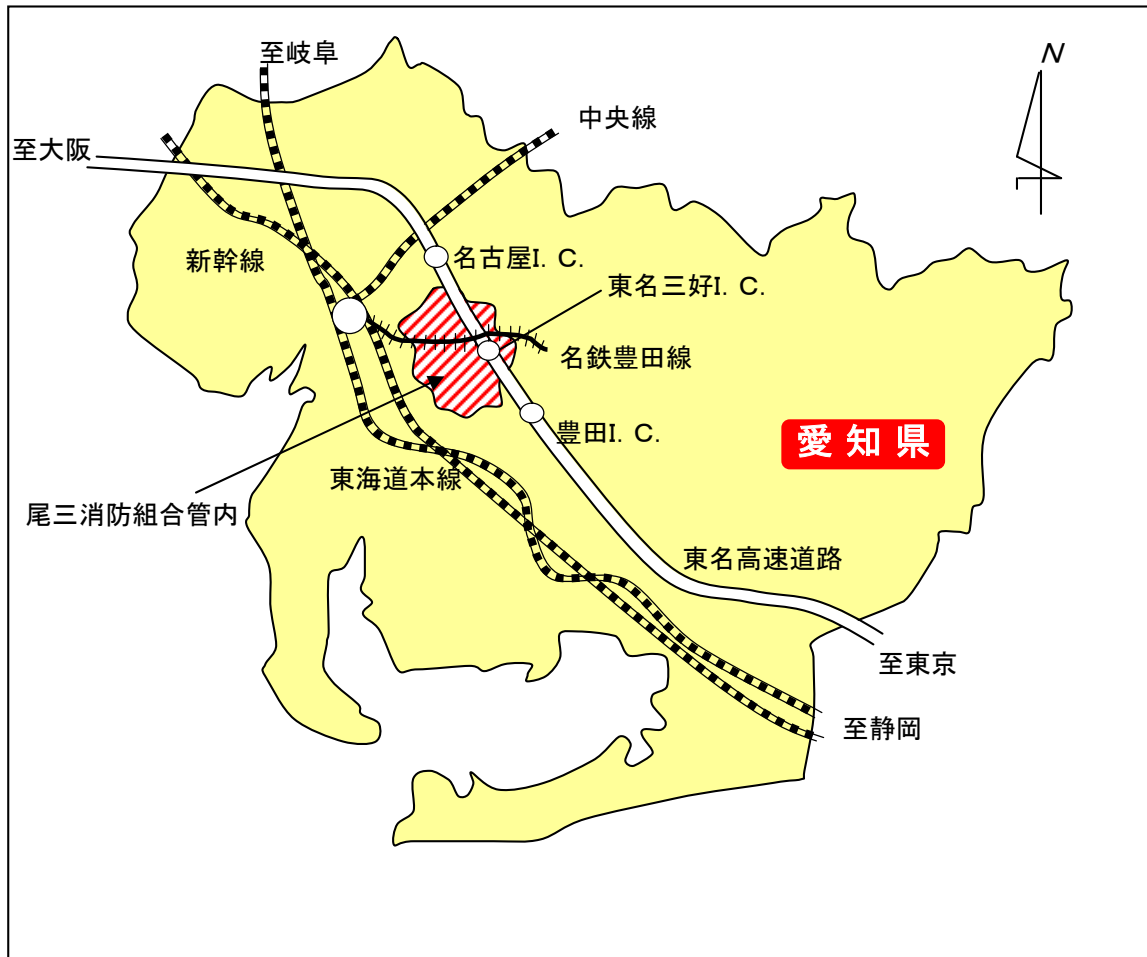 至岐阜
N
中央線
至大阪
新幹線
名古屋I. C.
東名三好I. C.
名鉄豊田線
豊田I. C.
愛知県
東海道本線
尾三消防組合管内
東名高速道路
至東京
至静岡